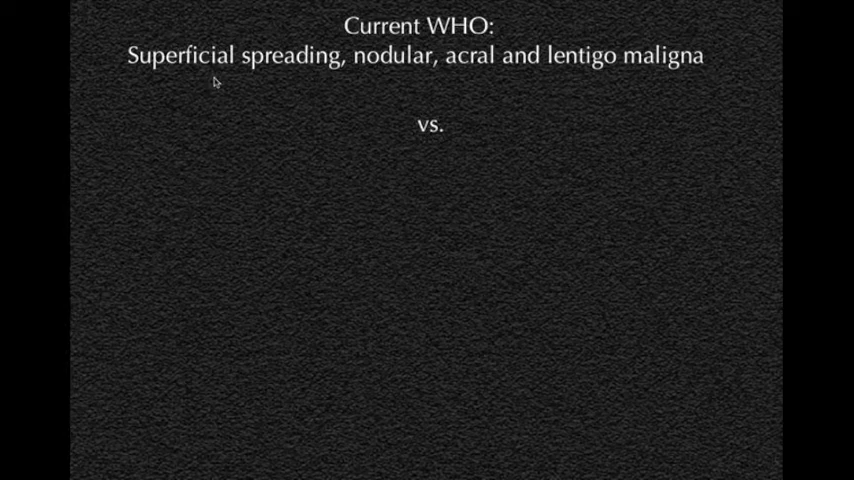 Current WHO:
Superficial spreading, nodular, acral and lentigo maligna
vs.